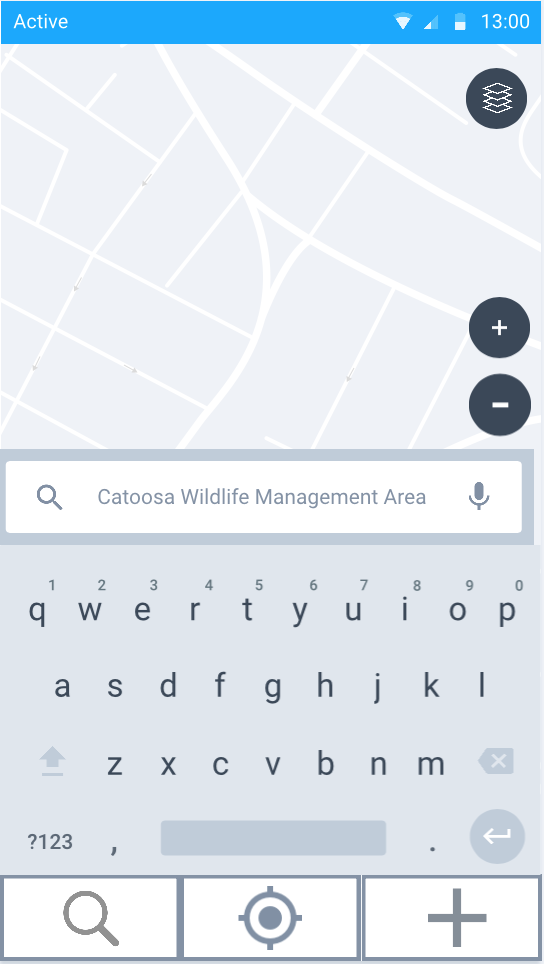 Active 13:00
Catoosa Wildlife Management Area
1 2 3 4 5 6 7 8 9 0
q w e r t y u i o p
a s d f g h j k l
z x c v b n m
?123 , .